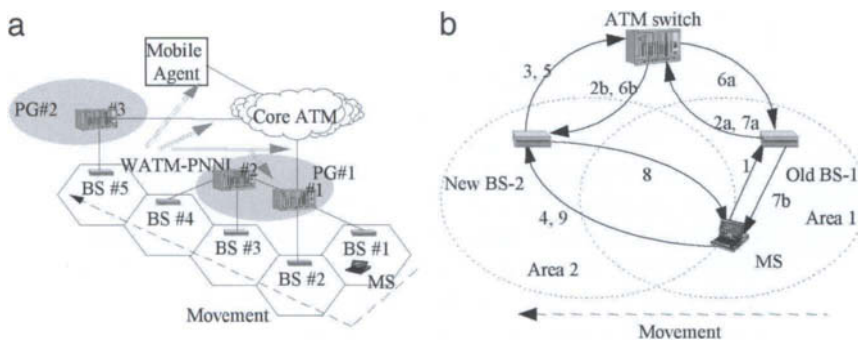 a
Mobile
Agent
PG#2
#3
Core ATM
WATM-PNNI
#2
PG#1
#1
BS #5
BS #4
BS #3
BS #2
BS #1
MS
Movement
b
ATM switch
3, 5
2b, 6b
6a
2a, 7a
New BS-2
8
1
Old BS-1
7b
4, 9
Area 1
Area 2
MS
Movement